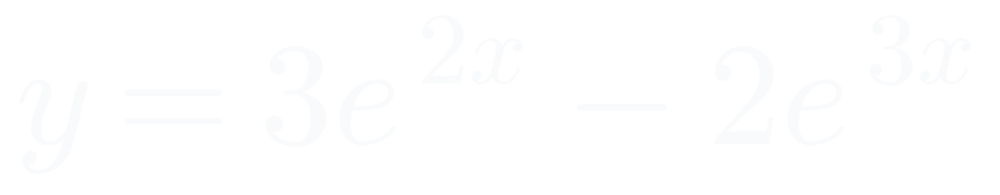 y = 3e^{2x} − 2e^{3x}